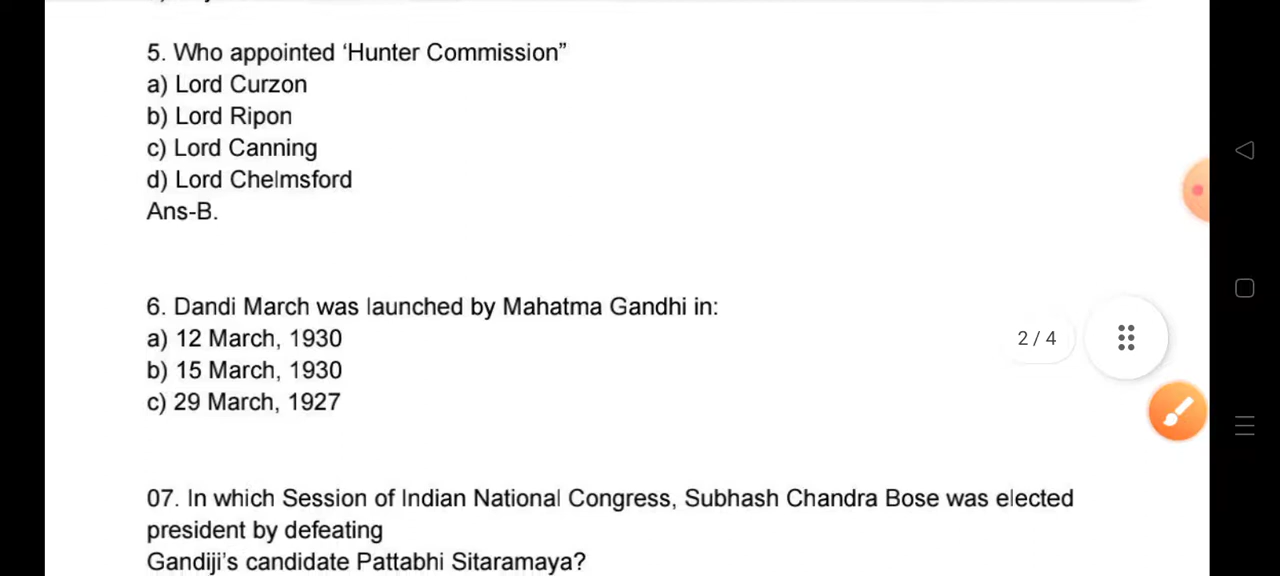 5. Who appointed ‘Hunter Commission”
a) Lord Curzon
b) Lord Ripon
c) Lord Canning
d) Lord Chelmsford
Ans-B.
6. Dandi March was launched by Mahatma Gandhi in:
a) 12 March, 1930
2 / 4
b) 15 March, 1930
c) 29 March, 1927
07. In which Session of Indian National Congress, Subhash Chandra Bose was elected
president by defeating
Gandiji’s candidate Pattabhi Sitaramaya?